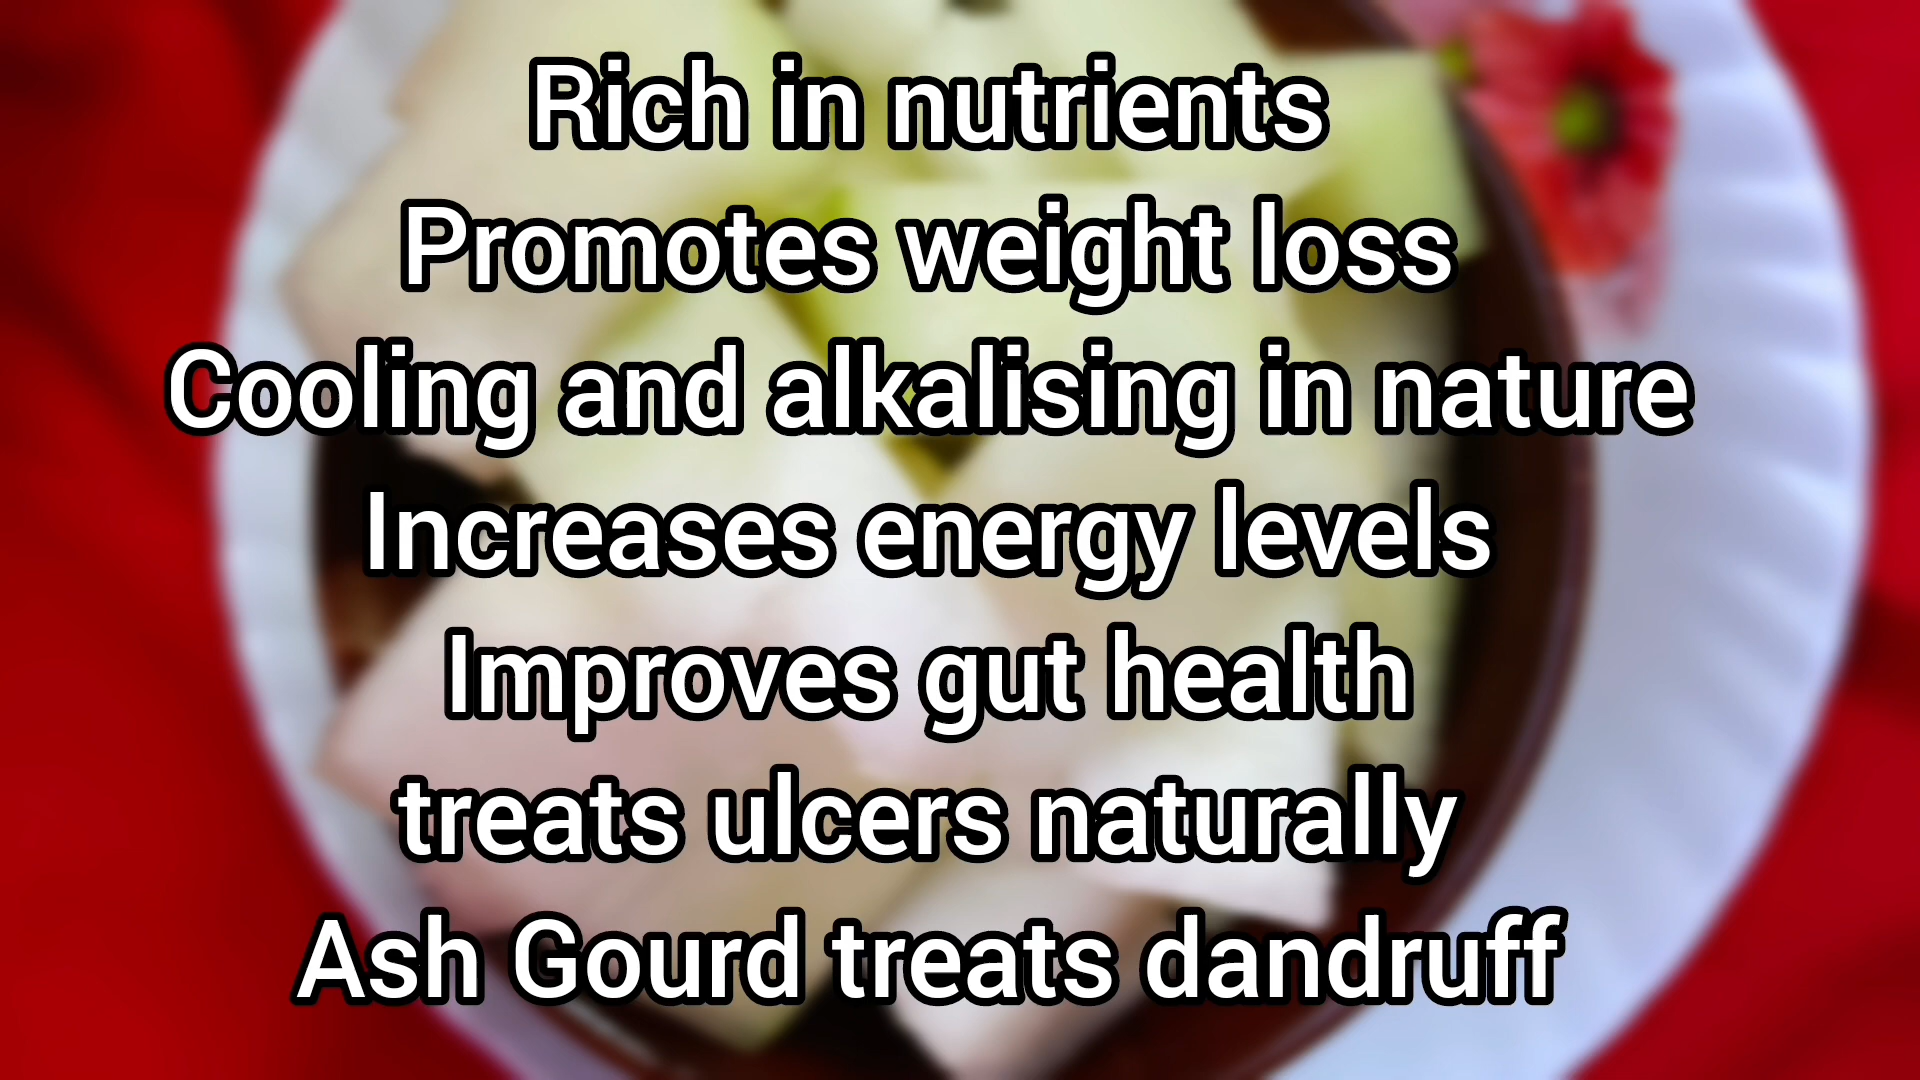 Rich in nutrients
Promotes weight loss
Cooling and alkalising in nature
Increases energy levels
Improves gut health
treats ulcers naturally
Ash Gourd treats dandruff